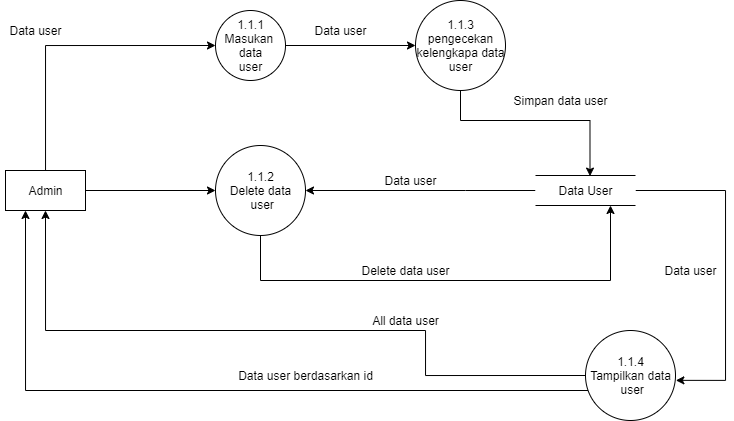 Data user
1.1.1
Masukan
data
user
Data user
1.1.3
pengecekan
kelengkapa data
user
Simpan data user
Admin
1.1.2
Delete data
user
Data user
Data User
Delete data user
Data user
All data user
Data user berdasarkan id
1.1.4
Tampilkan data
user